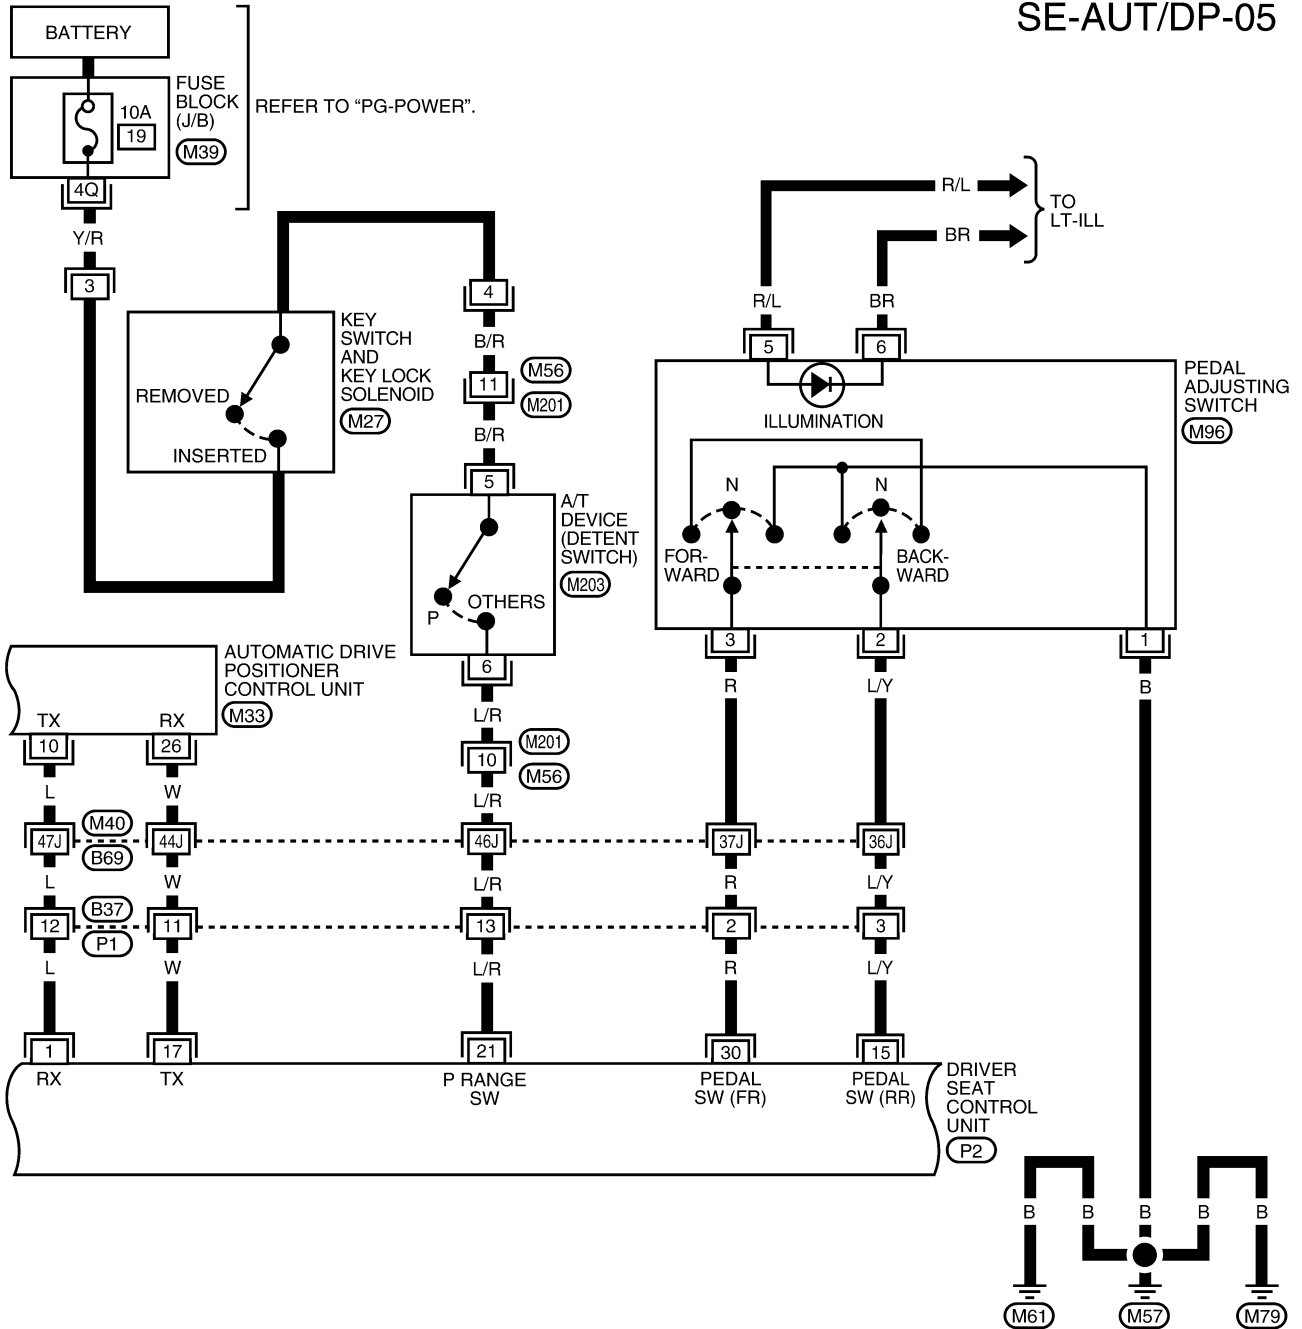 SE-AUT/DP-05
BATTERY
FUSE
BLOCK
(J/B)
M39
10A
19
REFER TO “PG-POWER”.
4Q
Y/R
3
KEY
SWITCH
AND
KEY LOCK
SOLENOID
M27
REMOVED
INSERTED
4
B/R
11
M56
M201
B/R
5
A/T
DEVICE
(DETENT
SWITCH)
M203
P
OTHERS
6
L/R
10
M201
M56
L/R
R/L
BR
TO
LT-ILL
R/L
BR
5
6
ILLUMINATION
PEDAL
ADJUSTING
SWITCH
M96
N
N
FOR-
WARD
BACK-
WARD
3
2
1
R
L/Y
B
AUTOMATIC DRIVE
POSITIONER
CONTROL UNIT
M33
TX
RX
10
26
L
W
47J
M40
B69
44J
46J
37J
36J
L
W
L/R
R
L/Y
12
B37
P1
11
13
2
3
L
W
L/R
R
L/Y
1
17
21
30
15
RX
TX
P RANGE
SW
PEDAL
SW (FR)
PEDAL
SW (RR)
DRIVER
SEAT
CONTROL
UNIT
P2
B
B
B
B
B
M61
M57
M79